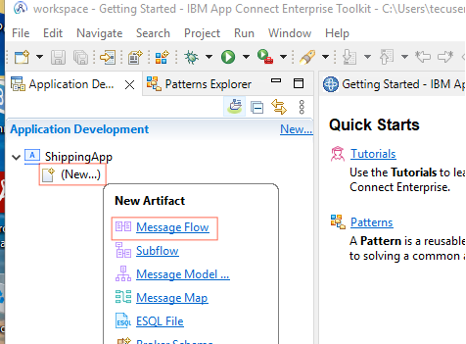 workspace - Getting Started - IBM App Connect Enterprise Toolkit - C:\Users\tecuser
File Edit Navigate Search Project Run Window Help
Application De... Patterns Explorer
Getting Started - IBM App
Application Development New...
A ShippingApp
(New...)
New Artifact
Message Flow
Subflow
Message Model ...
Message Map
ESQL ESQL File
Quick Starts
Tutorials
Use the Tutorials to lea
Connect Enterprise.
Patterns
A Pattern is a reusable
to solving a common a